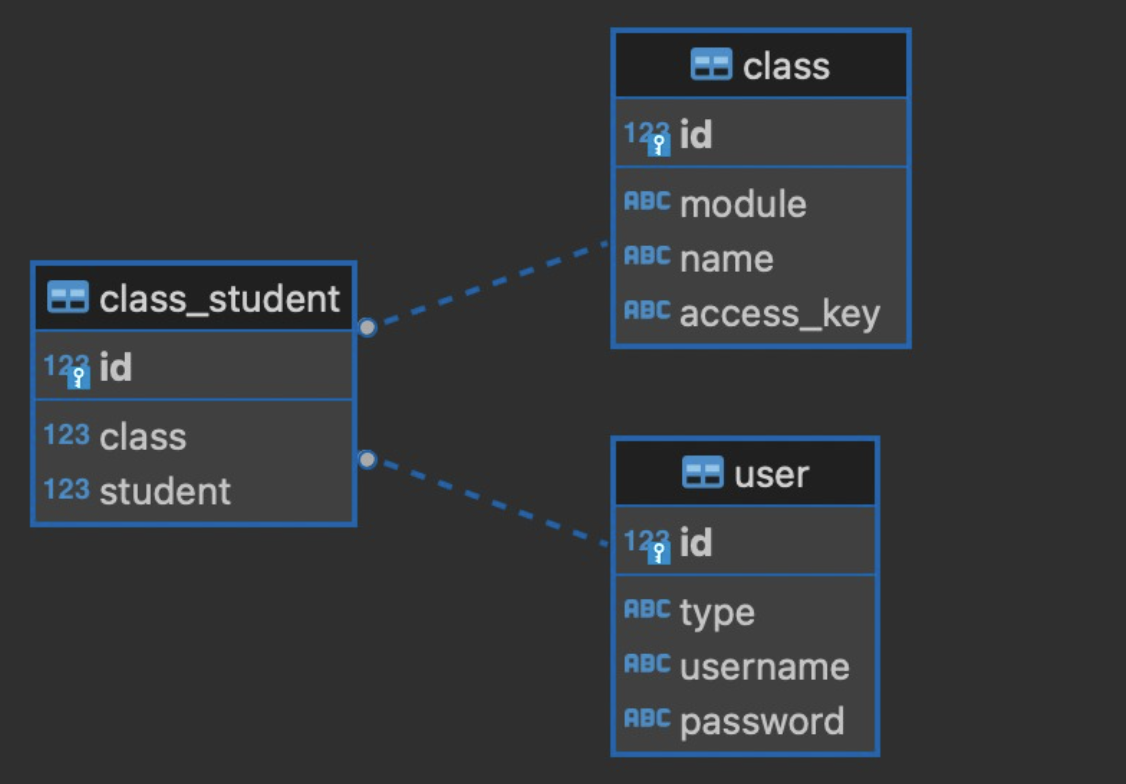 class
123 id
ABC module
ABC name
ABC access_key
class_student
123 id
123 class
123 student
user
123 id
ABC type
ABC username
ABC password